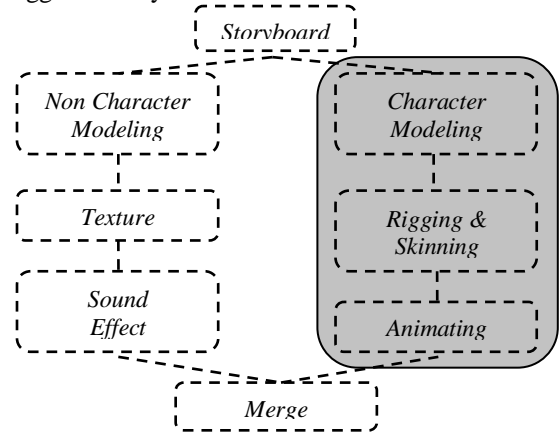 Storyboard
Non Character
Modeling
Texture
Sound
Effect
Character
Modeling
Rigging &
Skinning
Animating
Merge